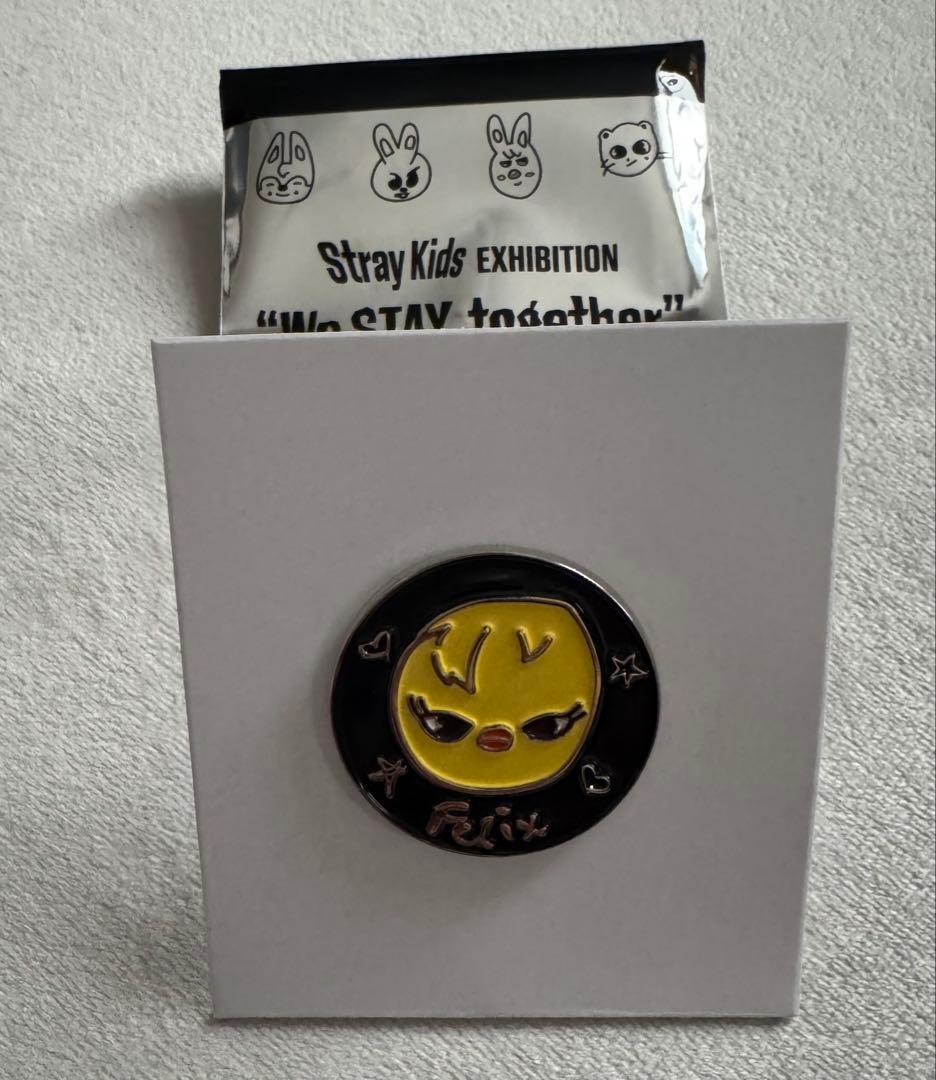 Stray Kids EXHIBITION
“We STAY together”
Felix